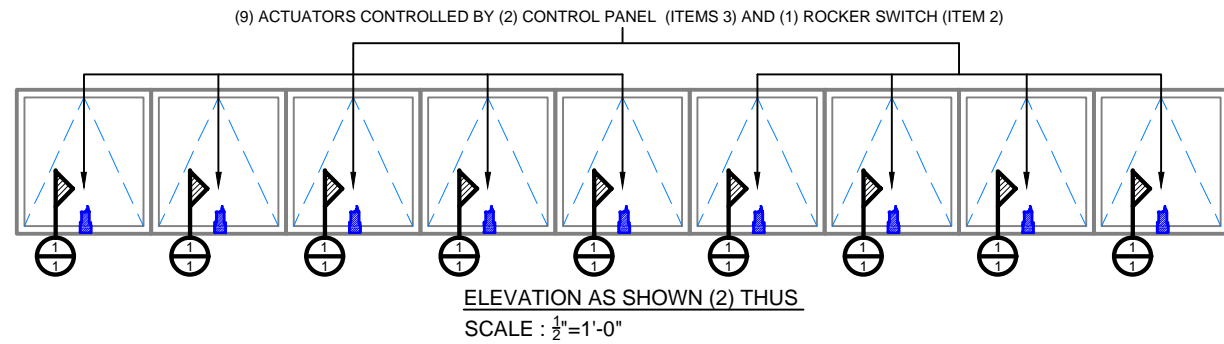 (9) ACTUATORS CONTROLLED BY (2) CONTROL PANEL (ITEMS 3) AND (1) ROCKER SWITCH (ITEM 2)
1 1 1 1 1 1 1 1 1
1 1 1 1 1 1 1 1 1
ELEVATION AS SHOWN (2) THUS
SCALE : 1/2"=1'-0"